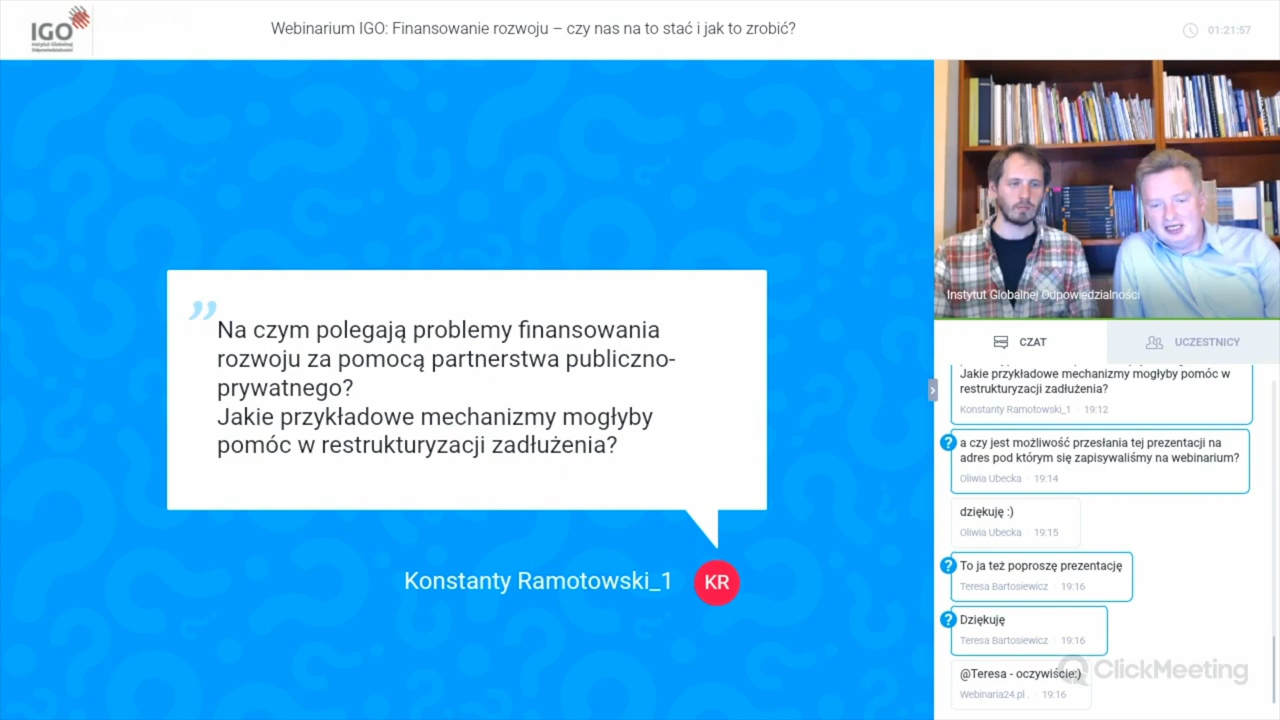 IGO
Instytut Globalnej
Odpowiedzialności
Webinarium IGO: Finansowanie rozwoju – czy nas na to stać i jak to zrobić?
01:21:57
Na czym polegają problemy finansowania
rozwoju za pomocą partnerstwa publiczno-
prywatnego?
Jakie przykładowe mechanizmy mogłyby
pomóc w restrukturyzacji zadłużenia?
Konstanty Ramotowski_1
KR
Instytut Globalnej Odpowiedzialności
CZAT
UCZESTNICY
Jakie przykładowe mechanizmy mogłyby pomóc w
restrukturyzacji zadłużenia?
Konstanty Ramotowski_1 · 19:12
? a czy jest możliwość przesłania tej prezentacji na
adres pod którym się zapisywaliśmy na webinarium?
Oliwia Ubecka · 19:14
dziękuję :)
Oliwia Ubecka · 19:15
? To ja też poproszę prezentację
Teresa Bartosiewicz · 19:16
? Dziękuję
Teresa Bartosiewicz · 19:16
@Teresa - oczywiście:)
Webinaria24.pl . · 19:16
ClickMeeting